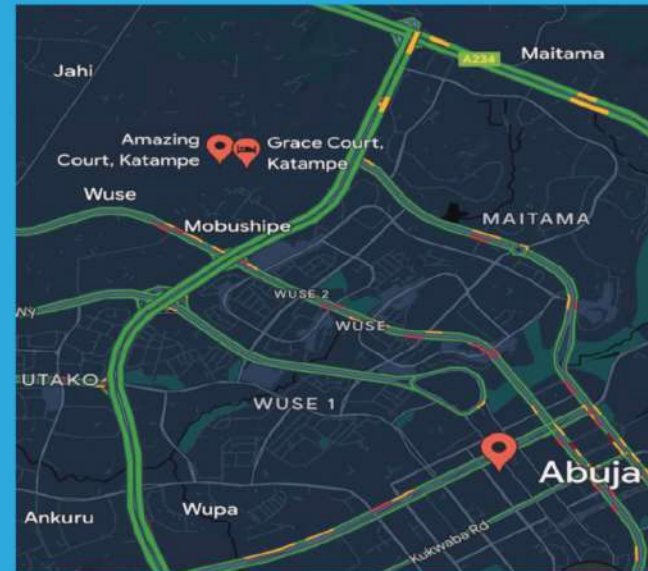 Jahi
Maitama
A234
Amazing
Court, Katampe
Grace Court,
Katampe
Wuse
Mobushipe
MAITAMA
WUSE 2
WUSE
UTAKO
WUSE 1
Abuja
Ankuru
Wupa
Kukwaba Rd